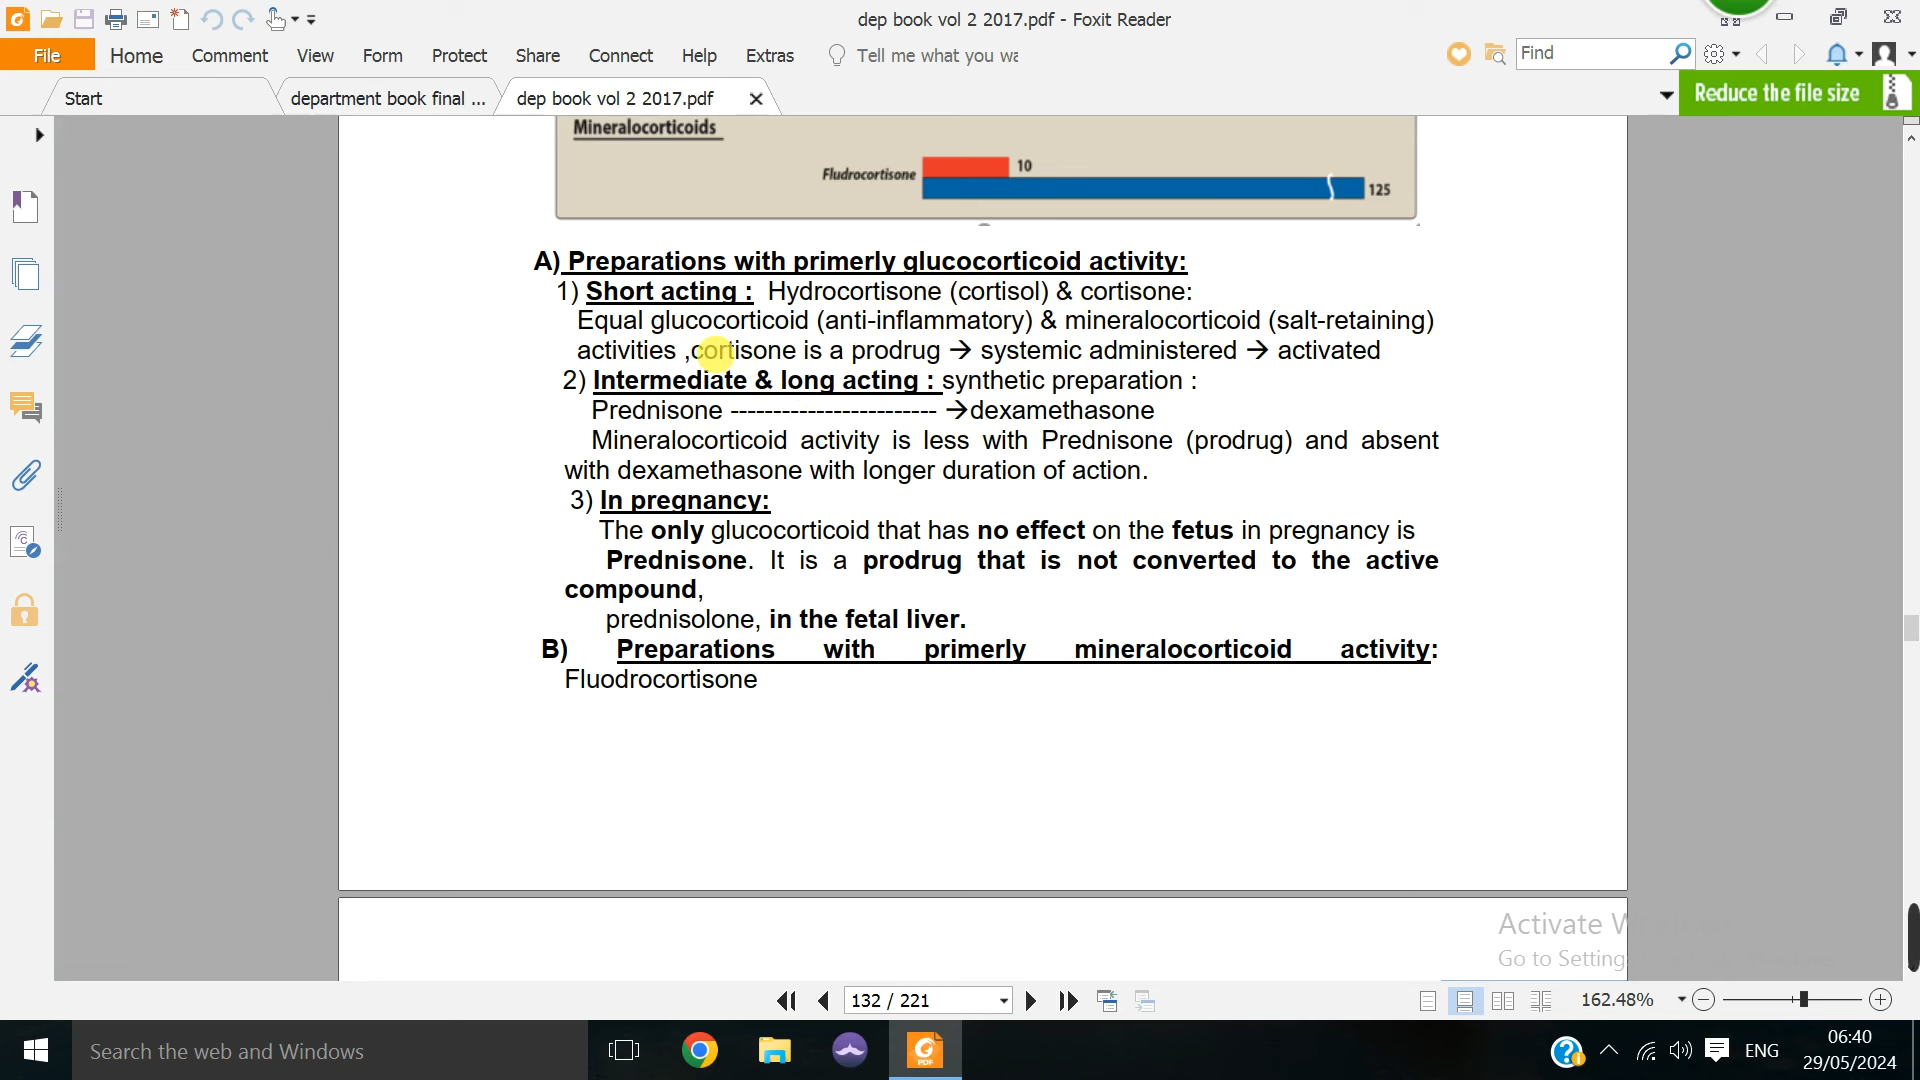 dep book vol 2 2017.pdf - Foxit Reader
File Home Comment View Form Protect Share Connect Help Extras Tell me what you wa Find
Start department book final ... dep book vol 2 2017.pdf
Reduce the file size
Mineralocorticoids
Fludrocortisone 10
125
A) Preparations with primerly glucocorticoid activity:
1) Short acting : Hydrocortisone (cortisol) & cortisone:
Equal glucocorticoid (anti-inflammatory) & mineralocorticoid (salt-retaining)
activities ,cortisone is a prodrug → systemic administered → activated
2) Intermediate & long acting : synthetic preparation :
Prednisone ------------------------ →dexamethasone
Mineralocorticoid activity is less with Prednisone (prodrug) and absent
with dexamethasone with longer duration of action.
3) In pregnancy:
The only glucocorticoid that has no effect on the fetus in pregnancy is
Prednisone. It is a prodrug that is not converted to the active
compound,
prednisolone, in the fetal liver.
B) Preparations with primerly mineralocorticoid activity:
Fluodrocortisone
Activate W
Go to Setting
132 / 221
162.48%
Search the web and Windows
PDF
ENG
06:40
29/05/2024